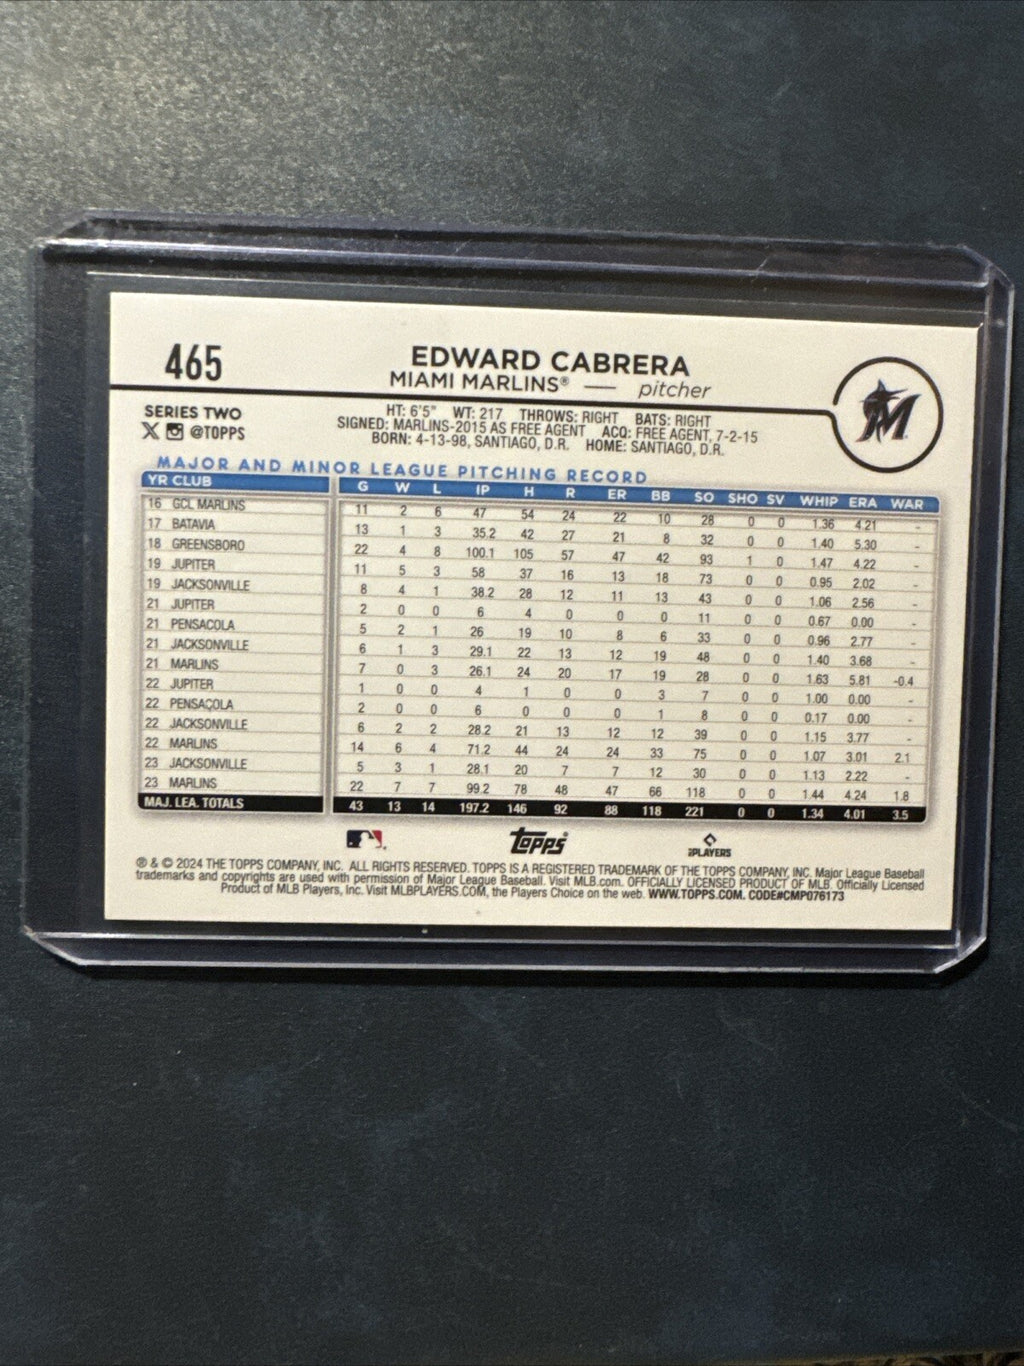 465
EDWARD CABRERA
MIAMI MARLINS® — pitcher
SERIES TWO
X @TOPPS
HT: 6'5" WT: 217 THROWS: RIGHT BATS: RIGHT
SIGNED: MARLINS-2015 AS FREE AGENT ACQ: FREE AGENT, 7-2-15
BORN: 4-13-98, SANTIAGO, D.R. HOME: SANTIAGO, D.R.
M
MAJOR AND MINOR LEAGUE PITCHING RECORD
YR CLUB G W L IP H R ER BB SO SHO SV WHIP ERA WAR
16 GCL MARLINS 11 2 6 47 54 24 22 10 28 0 0 1.36 4.21 -
17 BATAVIA 13 1 3 35.2 42 27 21 8 32 0 0 1.40 5.30 -
18 GREENSBORO 22 4 8 100.1 105 57 47 42 93 1 0 1.47 4.22 -
19 JUPITER 11 5 3 58 37 16 13 18 73 0 0 0.95 2.02 -
19 JACKSONVILLE 8 4 1 38.2 28 12 11 13 43 0 0 1.06 2.56 -
21 JUPITER 2 0 0 6 4 0 0 0 11 0 0 0.67 0.00 -
21 PENSACOLA 5 2 1 26 19 10 8 6 33 0 0 0.96 2.77 -
21 JACKSONVILLE 6 1 3 29.1 22 13 12 19 48 0 0 1.40 3.68 -
21 MARLINS 7 0 3 26.1 24 20 17 19 28 0 0 1.63 5.81 -0.4
22 JUPITER 1 0 0 4 1 0 0 3 7 0 0 1.00 0.00 -
22 PENSACOLA 2 0 0 6 0 0 0 1 8 0 0 0.17 0.00 -
22 JACKSONVILLE 6 2 2 28.2 21 13 12 12 39 0 0 1.15 3.77 -
22 MARLINS 14 6 4 71.2 44 24 24 33 75 0 0 1.07 3.01 2.1
23 JACKSONVILLE 5 3 1 28.1 20 7 7 12 30 0 0 1.13 2.22 -
23 MARLINS 22 7 7 99.2 78 48 47 66 118 0 0 1.44 4.24 1.8
MAJ. LEA. TOTALS 43 13 14 197.2 146 92 88 118 221 0 0 1.34 4.01 3.5
topps®
PLAYERS
® & © 2024 THE TOPPS COMPANY, INC. ALL RIGHTS RESERVED. TOPPS IS A REGISTERED TRADEMARK OF THE TOPPS COMPANY, INC. Major League Baseball
trademarks and copyrights are used with permission of Major League Baseball. Visit MLB.com. OFFICIALLY LICENSED PRODUCT OF MLB. Officially Licensed
Product of MLB Players, Inc. Visit MLBPLAYERS.COM, the Players Choice on the web. WWW.TOPPS.COM. CODE#CMP076173